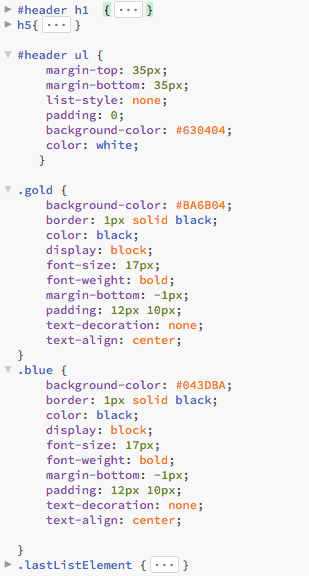 #header h1  { ... }
h5{ ... }

#header ul {
    margin-top: 35px;
    margin-bottom: 35px;
    list-style: none;
    padding: 0;
    background-color: #630404;
    color: white;
   }

.gold {
    background-color: #BA6B04;
    border: 1px solid black;
    color: black;
    display: block;
    font-size: 17px;
    font-weight: bold;
    margin-bottom: -1px;
    padding: 12px 10px;
    text-decoration: none;
    text-align: center;
}
.blue {
    background-color: #043DBA;
    border: 1px solid black;
    color: black;
    display: block;
    font-size: 17px;
    font-weight: bold;
    margin-bottom: -1px;
    padding: 12px 10px;
    text-decoration: none;
    text-align: center;

}
.lastListElement { ... }